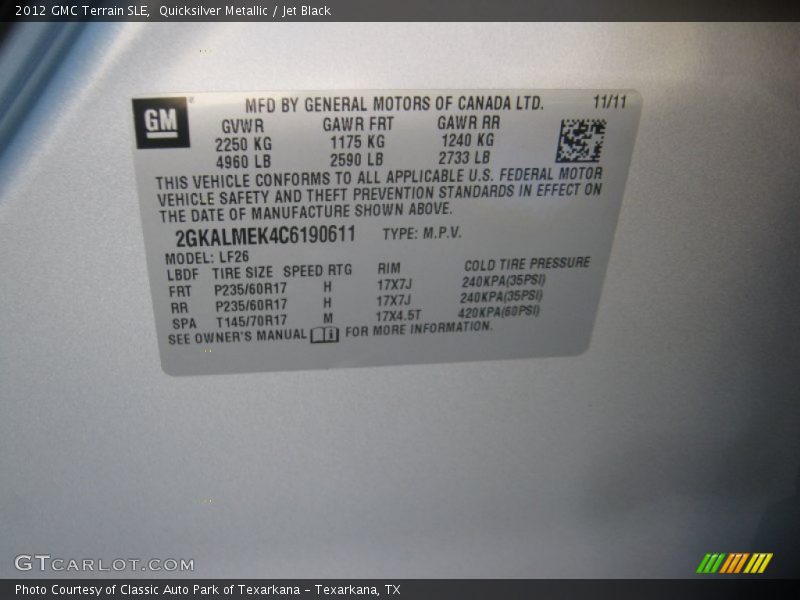 2012 GMC Terrain SLE,  Quicksilver Metallic / Jet Black
GM
MFD BY GENERAL MOTORS OF CANADA LTD. 11/11
GVWR GAWR FRT GAWR RR
2250 KG 1175 KG 1240 KG
4960 LB 2590 LB 2733 LB
THIS VEHICLE CONFORMS TO ALL APPLICABLE U.S. FEDERAL MOTOR
VEHICLE SAFETY AND THEFT PREVENTION STANDARDS IN EFFECT ON
THE DATE OF MANUFACTURE SHOWN ABOVE.
2GKALMEK4C6190611 TYPE: M.P.V.
MODEL: LF26
LBDF TIRE SIZE SPEED RTG RIM COLD TIRE PRESSURE
FRT P235/60R17 H 17X7J 240KPA(35PSI)
RR P235/60R17 H 17X7J 240KPA(35PSI)
SPA T145/70R17 M 17X4.5T 420KPA(60PSI)
SEE OWNER'S MANUAL FOR MORE INFORMATION.
GTCARLOT.COM
Photo Courtesy of Classic Auto Park of Texarkana - Texarkana, TX